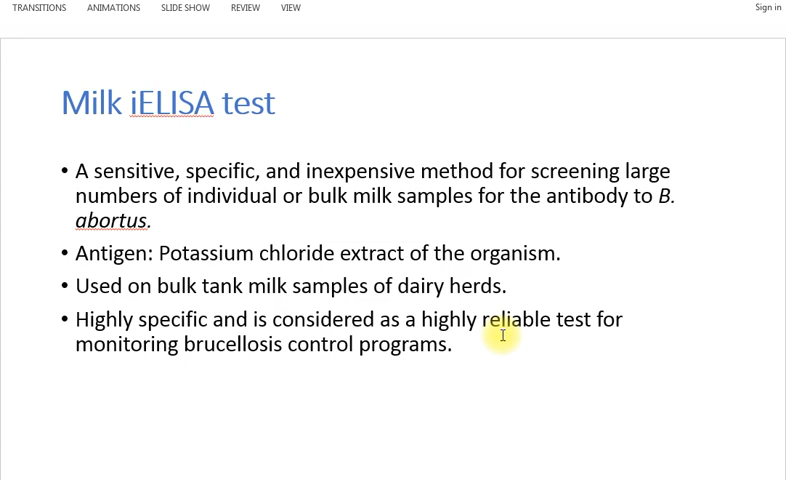 TRANSITIONS ANIMATIONS SLIDE SHOW REVIEW VIEW Sign in
Milk iELISA test
• A sensitive, specific, and inexpensive method for screening large
numbers of individual or bulk milk samples for the antibody to B.
abortus.
• Antigen: Potassium chloride extract of the organism.
• Used on bulk tank milk samples of dairy herds.
• Highly specific and is considered as a highly reliable test for
monitoring brucellosis control programs.